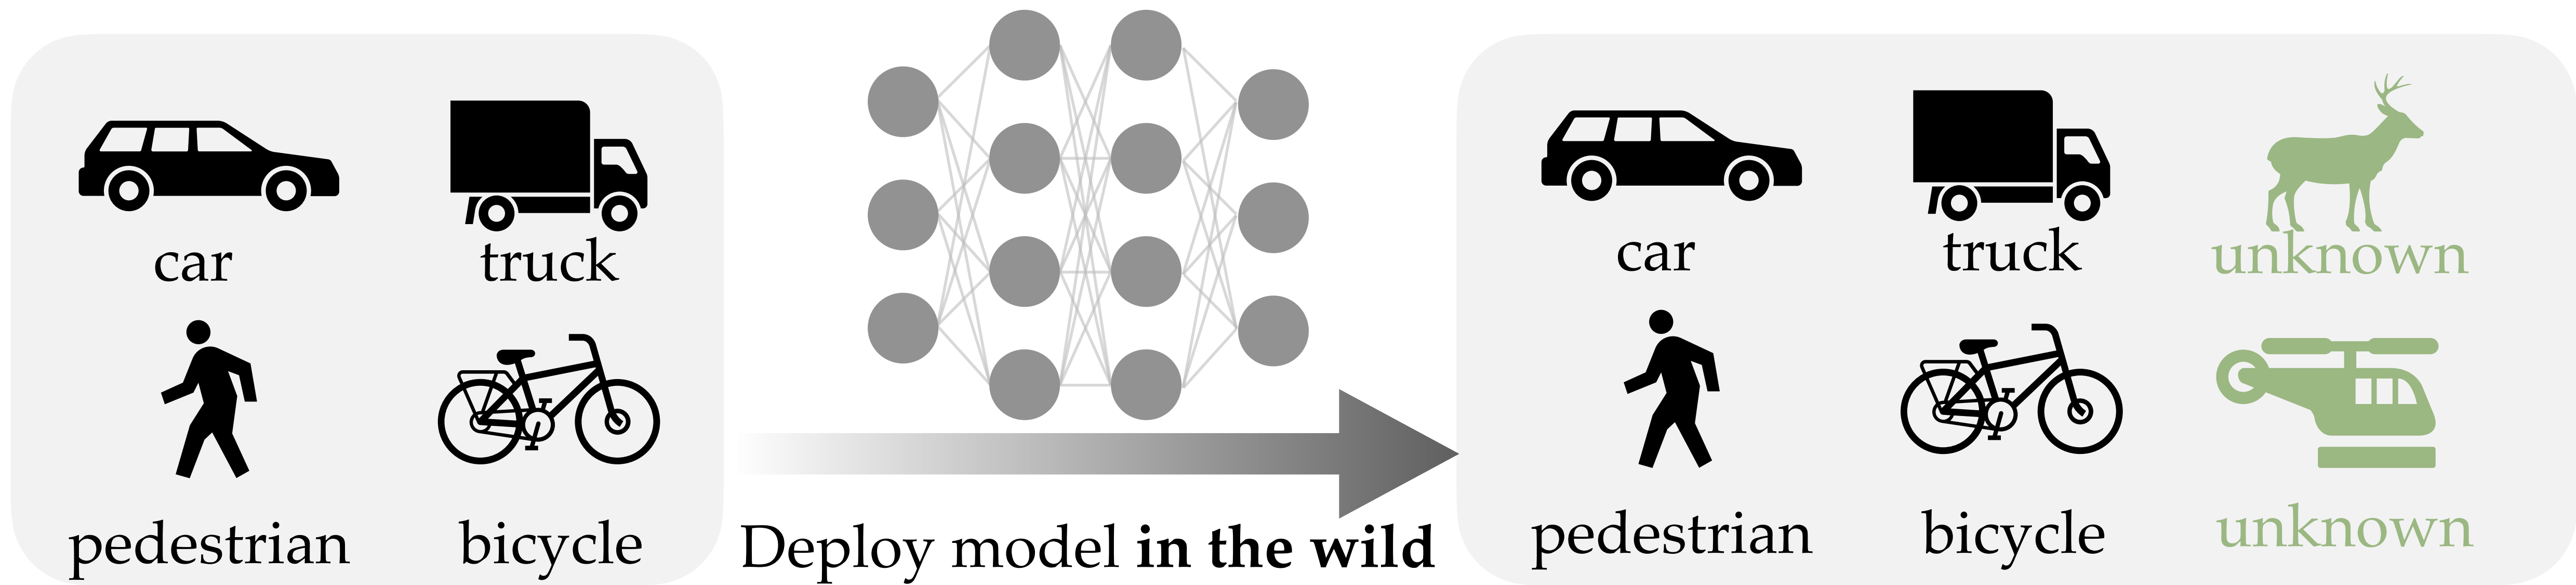 car
truck
pedestrian
bicycle
Deploy model in the wild
car
truck
unknown
pedestrian
bicycle
unknown